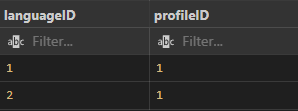 languageID profileID
abc Filter... abc Filter...
1 1
2 1